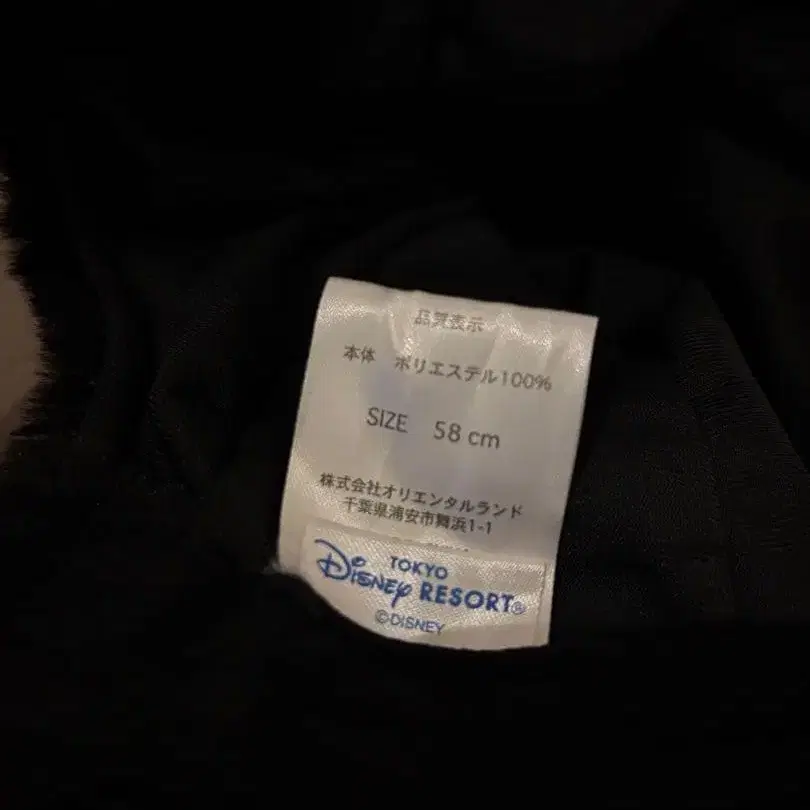 品質表示
本体 ポリエステル100%
SIZE 58 cm
株式会社オリエンタルランド
千葉県浦安市舞浜1-1
TOKYO
Disney RESORT®
©DISNEY